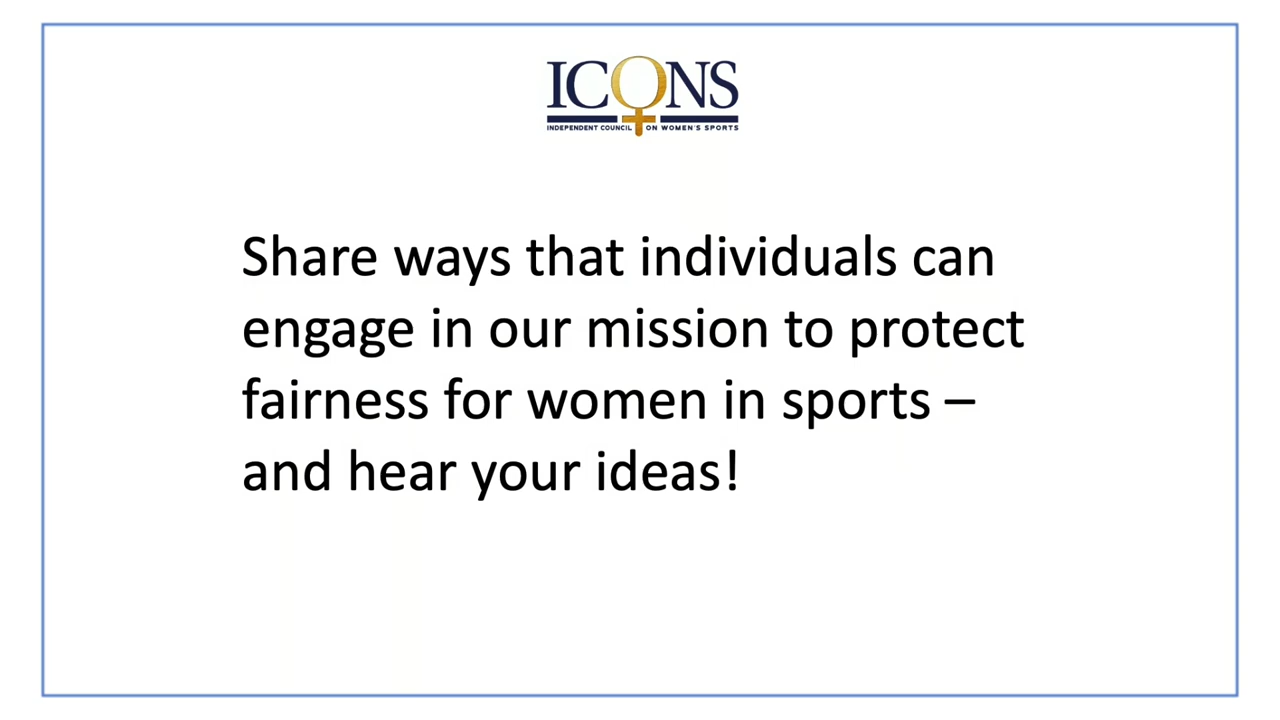 ICONS
INDEPENDENT COUNCIL ON WOMEN'S SPORTS
Share ways that individuals can
engage in our mission to protect
fairness for women in sports –
and hear your ideas!